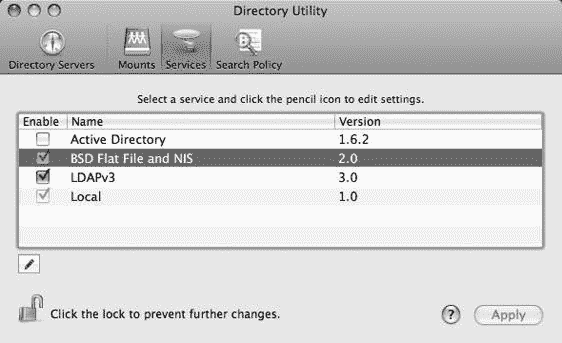 Directory Utility
Directory Servers Mounts Services Search Policy
Select a service and click the pencil icon to edit settings.
Enable Name Version
Active Directory 1.6.2
BSD Flat File and NIS 2.0
LDAPv3 3.0
Local 1.0
Click the lock to prevent further changes. ? Apply